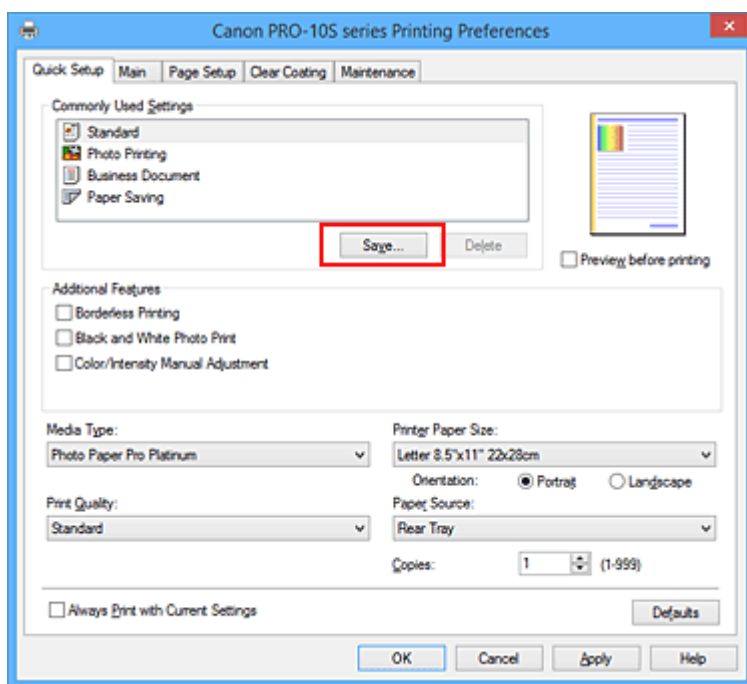 Canon PRO-10S series Printing Preferences
Quick Setup Main Page Setup Clear Coating Maintenance
Commonly Used Settings
Standard
Photo Printing
Business Document
Paper Saving
Save... Delete
Preview before printing
Additional Features
Borderless Printing
Black and White Photo Print
Color/Intensity Manual Adjustment
Media Type: Printer Paper Size:
Photo Paper Pro Platinum Letter 8.5"x11" 22x28cm
Orientation: Portrait Landscape
Print Quality: Paper Source:
Standard Rear Tray
Copies: 1 (1-999)
Always Print with Current Settings Defaults
OK Cancel Apply Help